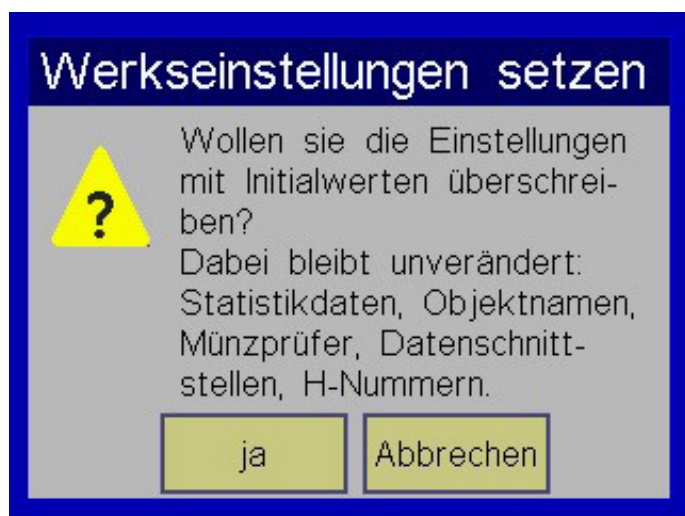 Werkseinstellungen setzen
Wollen sie die Einstellungen
mit Initialwerten überschrei-
ben?
Dabei bleibt unverändert:
Statistikdaten, Objektnamen,
Münzprüfer, Datenschnitt-
stellen, H-Nummern.
?
ja
Abbrechen